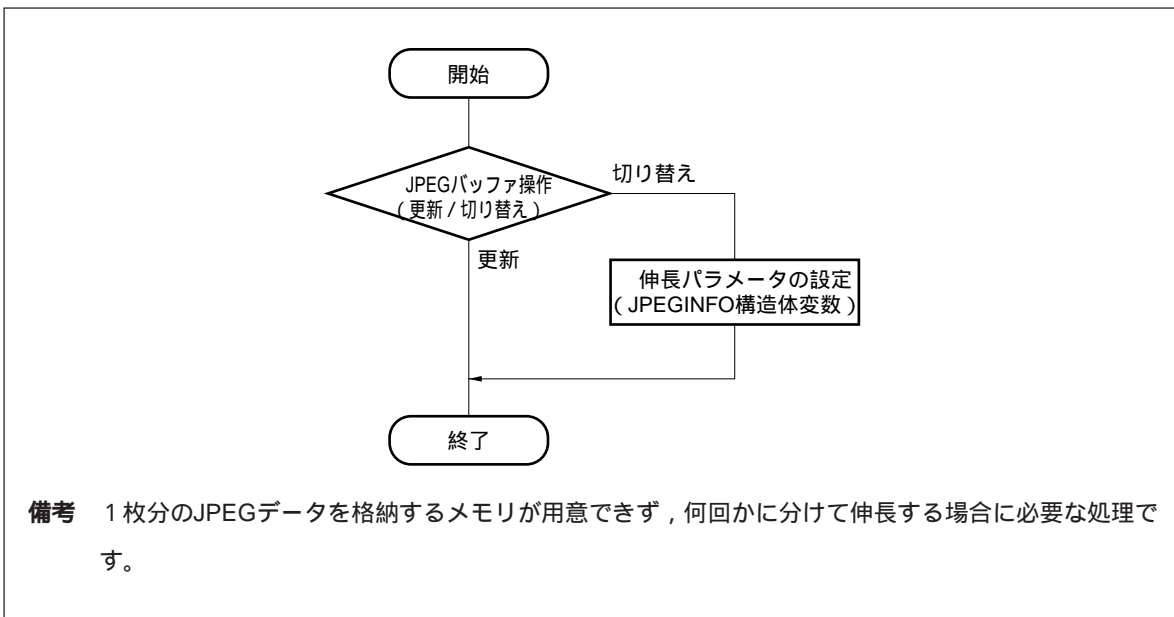 開始
JPEGバッファ操作
(更新/切り替え)
切り替え
更新
伸長パラメータの設定
(JPEGINFO構造体変数)
終了
備考 1枚分のJPEGデータを格納するメモリが用意できず,何回かに分けて伸長する場合に必要な処理で
す。